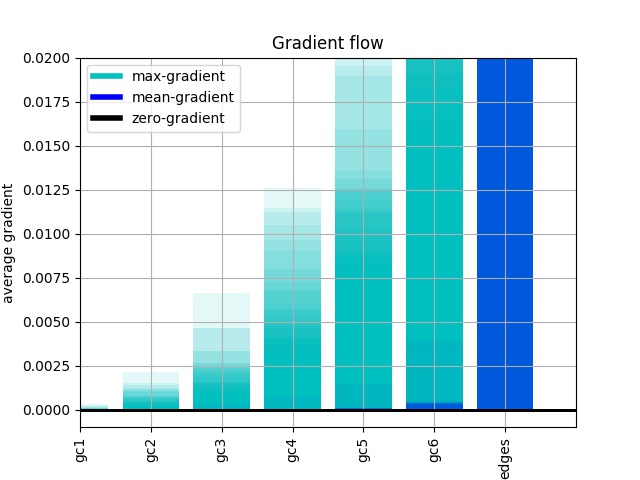 Gradient flow
max-gradient
mean-gradient
zero-gradient
average gradient
0.0200
0.0175
0.0150
0.0125
0.0100
0.0075
0.0050
0.0025
0.0000
gc1
gc2
gc3
gc4
gc5
gc6
edges